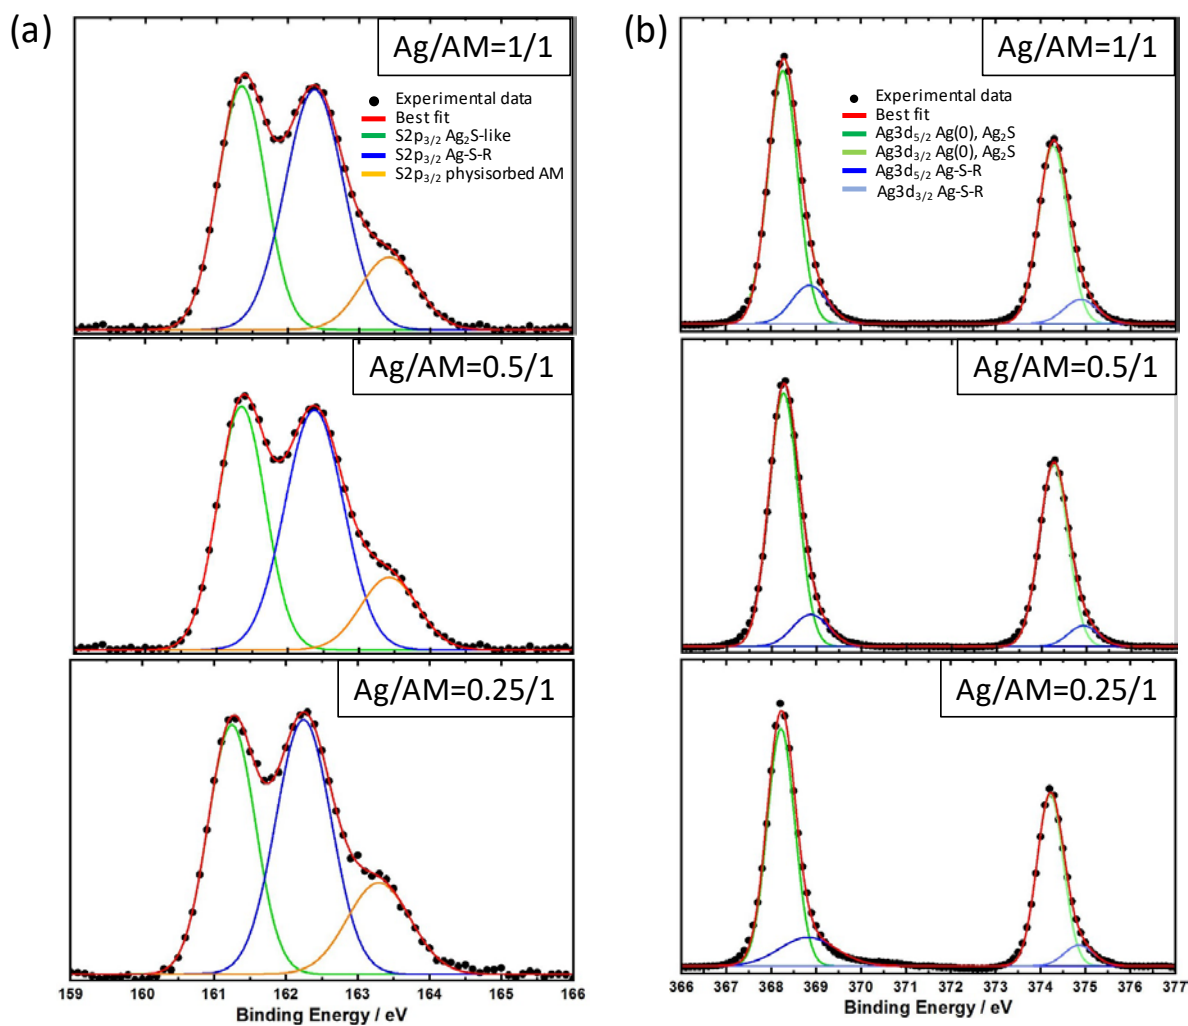 (a)
Ag/AM=1/1
Experimental data
Best fit
S2p3/2 Ag2S-like
S2p3/2 Ag-S-R
S2p3/2 physisorbed AM
Ag/AM=0.5/1
Ag/AM=0.25/1
159 160 161 162 163 164 165 166
Binding Energy / eV
(b)
Ag/AM=1/1
Experimental data
Best fit
Ag3d5/2 Ag(0), Ag2S
Ag3d3/2 Ag(0), Ag2S
Ag3d5/2 Ag-S-R
Ag3d3/2 Ag-S-R
Ag/AM=0.5/1
Ag/AM=0.25/1
366 367 368 369 370 371 372 373 374 375 376 377
Binding Energy / eV